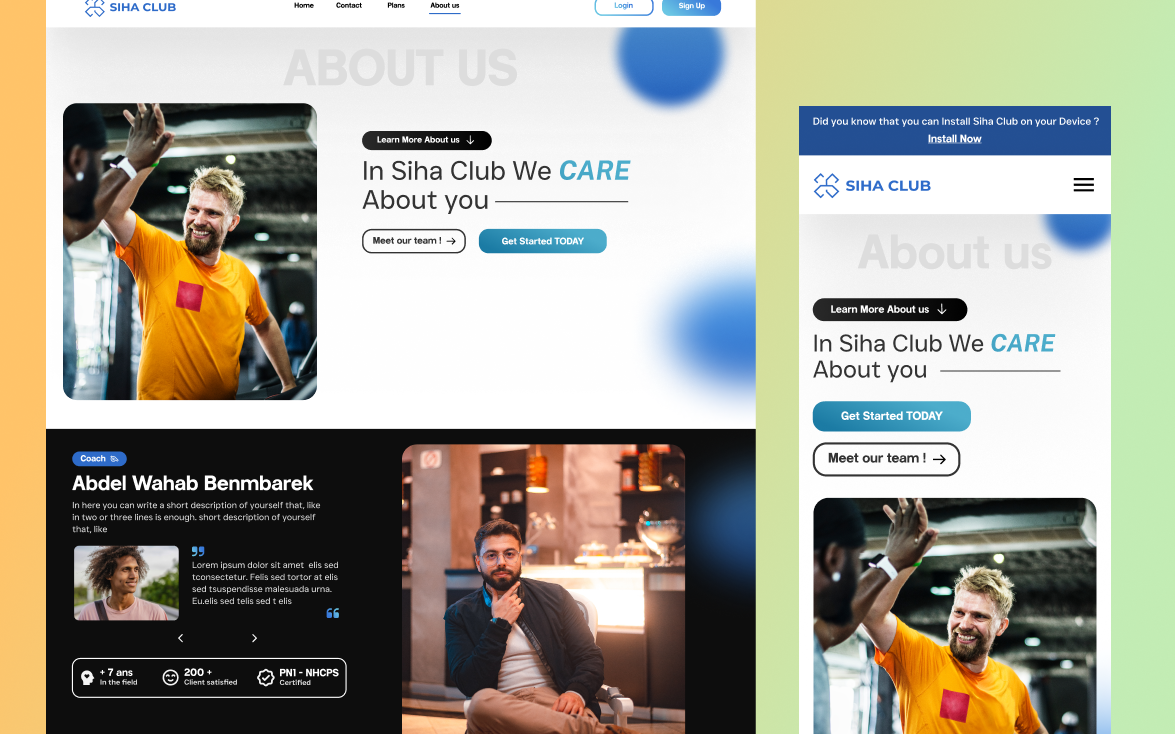 SIHA CLUB
Home
Contact
Plans
About us
Login
Sign Up
ABOUT US
Learn More About us ↓
In Siha Club We CARE
About you
Meet our team ! →
Get Started TODAY
Coach
Abdel Wahab Benmbarek
In here you can write a short description of yourself that, like
in two or three lines is enough. short description of yourself
that, like
Lorem ipsum dolor sit amet elis sed
tconsectetur. Felis sed tortor at elis
sed tsuspendisse malesuada urna.
Eu.elis sed telis sed t elis
+ 7 ans
In the field
200 +
Client satisfied
PN1 - NHCPS
Certified
Did you know that you can Install Siha Club on your Device ?
Install Now
SIHA CLUB
About us
Learn More About us ↓
In Siha Club We CARE
About you
Get Started TODAY
Meet our team ! →